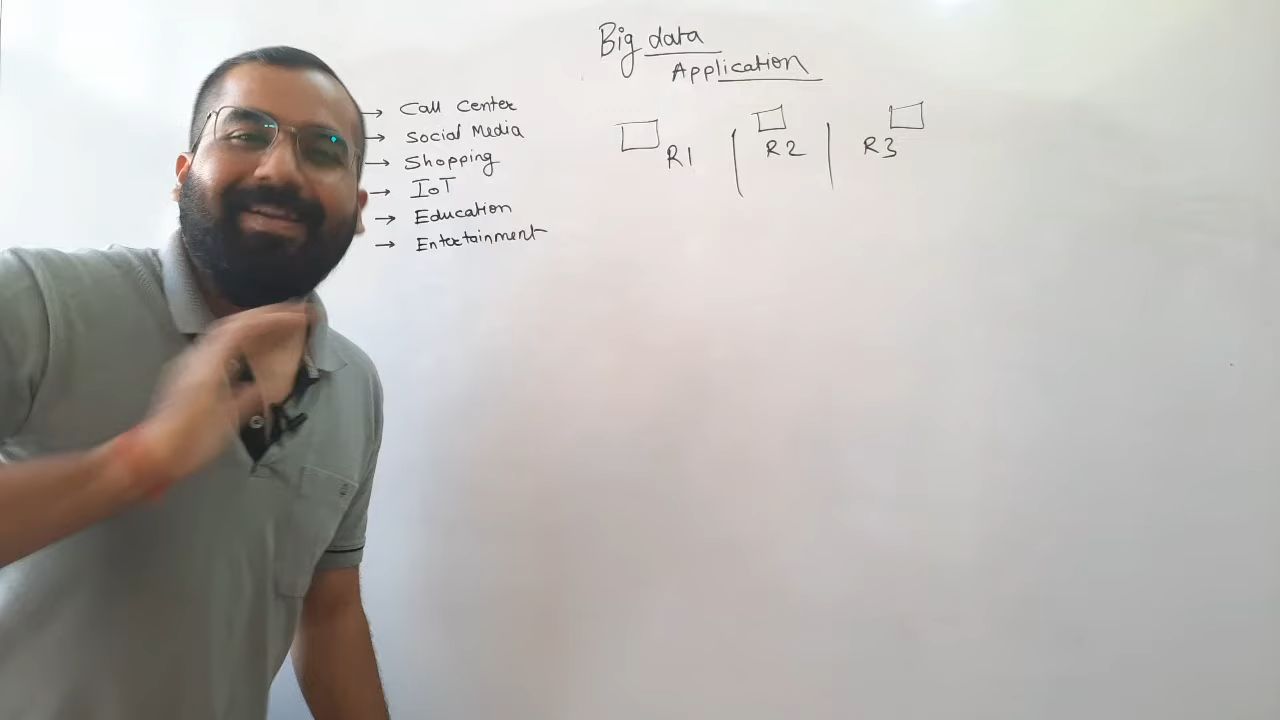 Big data
Application
Call Center
Social Media
Shopping
IoT
Education
Entertainment
R1
R2
R3